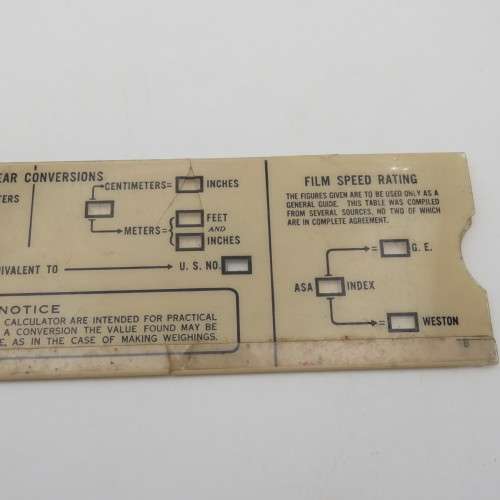 EAR CONVERSIONS
TERS
CENTIMETERS=
INCHES
METERS=
FEET
AND
INCHES
IVALENT TO
U. S. NO.
NOTICE
CALCULATOR ARE INTENDED FOR PRACTICAL
A CONVERSION THE VALUE FOUND MAY BE
E, AS IN THE CASE OF MAKING WEIGHINGS.
FILM SPEED RATING
THE FIGURES GIVEN ARE TO BE USED ONLY AS A
GENERAL GUIDE. THIS TABLE WAS COMPILED
FROM SEVERAL SOURCES, NO TWO OF WHICH
ARE IN COMPLETE AGREEMENT.
= G. E.
ASA INDEX
= WESTON
B